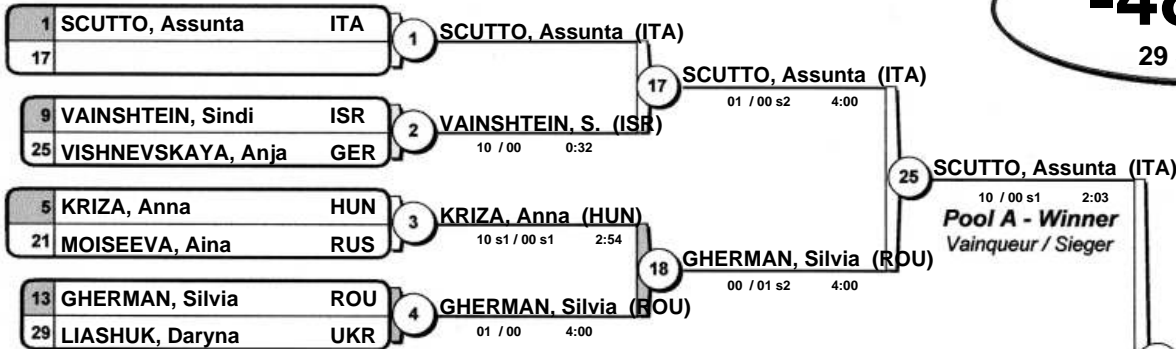 -48
29
1 SCUTTO, Assunta ITA
17
1
SCUTTO, Assunta (ITA)
9 VAINSHTEIN, Sindi ISR
25 VISHNEVSKAYA, Anja GER
2
VAINSHTEIN, S. (ISR)
10 / 00 0:32
17
SCUTTO, Assunta (ITA)
01 / 00 s2 4:00
5 KRIZA, Anna HUN
21 MOISEEVA, Aina RUS
3
KRIZA, Anna (HUN)
10 s1 / 00 s1 2:54
13 GHERMAN, Silvia ROU
29 LIASHUK, Daryna UKR
4
GHERMAN, Silvia (ROU)
01 / 00 4:00
18
GHERMAN, Silvia (ROU)
00 / 01 s2 4:00
25
SCUTTO, Assunta (ITA)
10 / 00 s1 2:03
Pool A - Winner
Vainqueur / Sieger